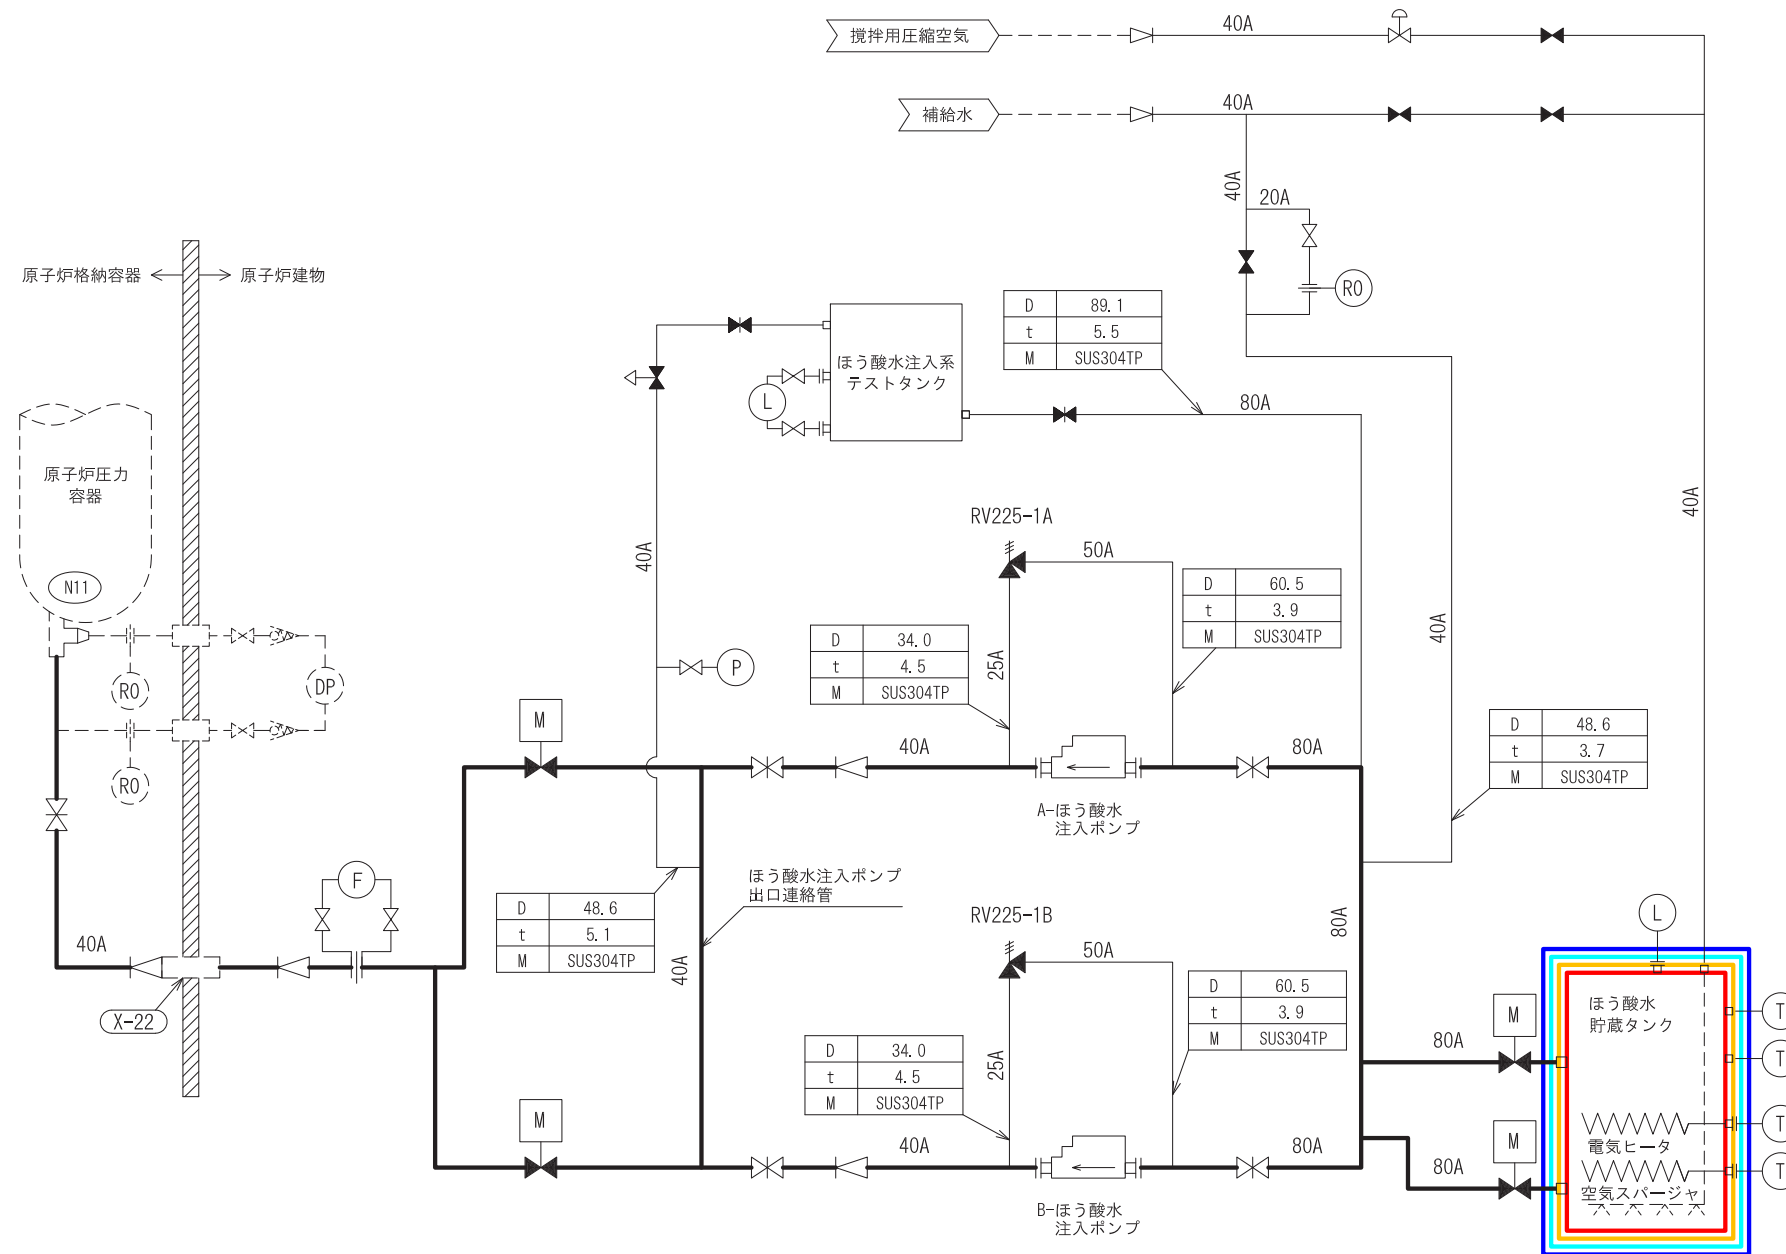 撹拌用圧縮空気
40A
補給水
40A
40A
20A
RO
原子炉格納容器
原子炉建物
D 89.1
t 5.5
M SUS304TP
ほう酸水注入系
テストタンク
L
80A
原子炉圧力
容器
N11
40A
40A
RV225-1A
50A
D 60.5
t 3.9
M SUS304TP
D 34.0
t 4.5
M SUS304TP
25A
40A
P
RO
DP
M
D 48.6
t 3.7
M SUS304TP
40A
80A
RO
A-ほう酸水
注入ポンプ
F
ほう酸水注入ポンプ
出口連絡管
D 48.6
t 5.1
M SUS304TP
40A
RV225-1B
80A
L
40A
50A
X-22
D 60.5
t 3.9
M SUS304TP
M
ほう酸水
貯蔵タンク
T
D 34.0
t 4.5
M SUS304TP
25A
80A
T
M
40A
80A
M
T
電気ヒータ
80A
T
空気スパージャ
B-ほう酸水
注入ポンプ